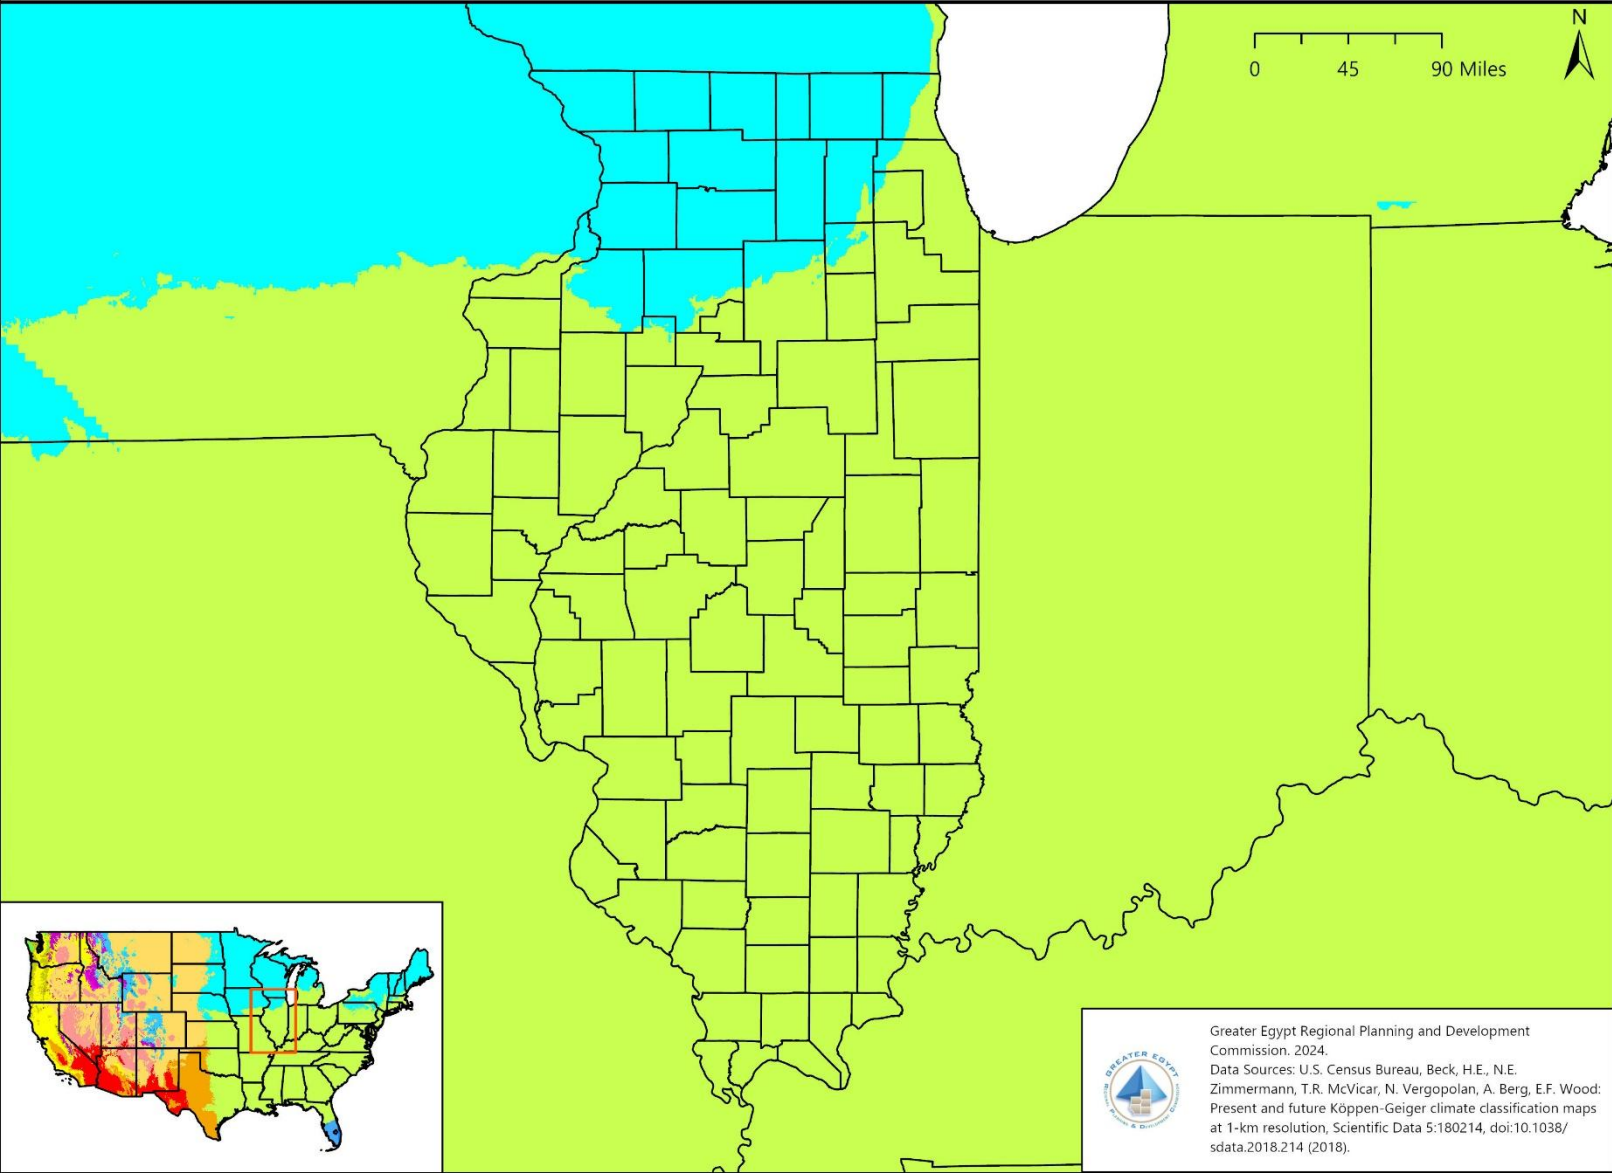 N
0 45 90 Miles
Greater Egypt Regional Planning and Development
Commission. 2024.
Data Sources: U.S. Census Bureau, Beck, H.E., N.E.
Zimmermann, T.R. McVicar, N. Vergopolan, A. Berg, E.F. Wood:
Present and future Köppen-Geiger climate classification maps
at 1-km resolution, Scientific Data 5:180214, doi:10.1038/
sdata.2018.214 (2018).
GREATER EGYPT